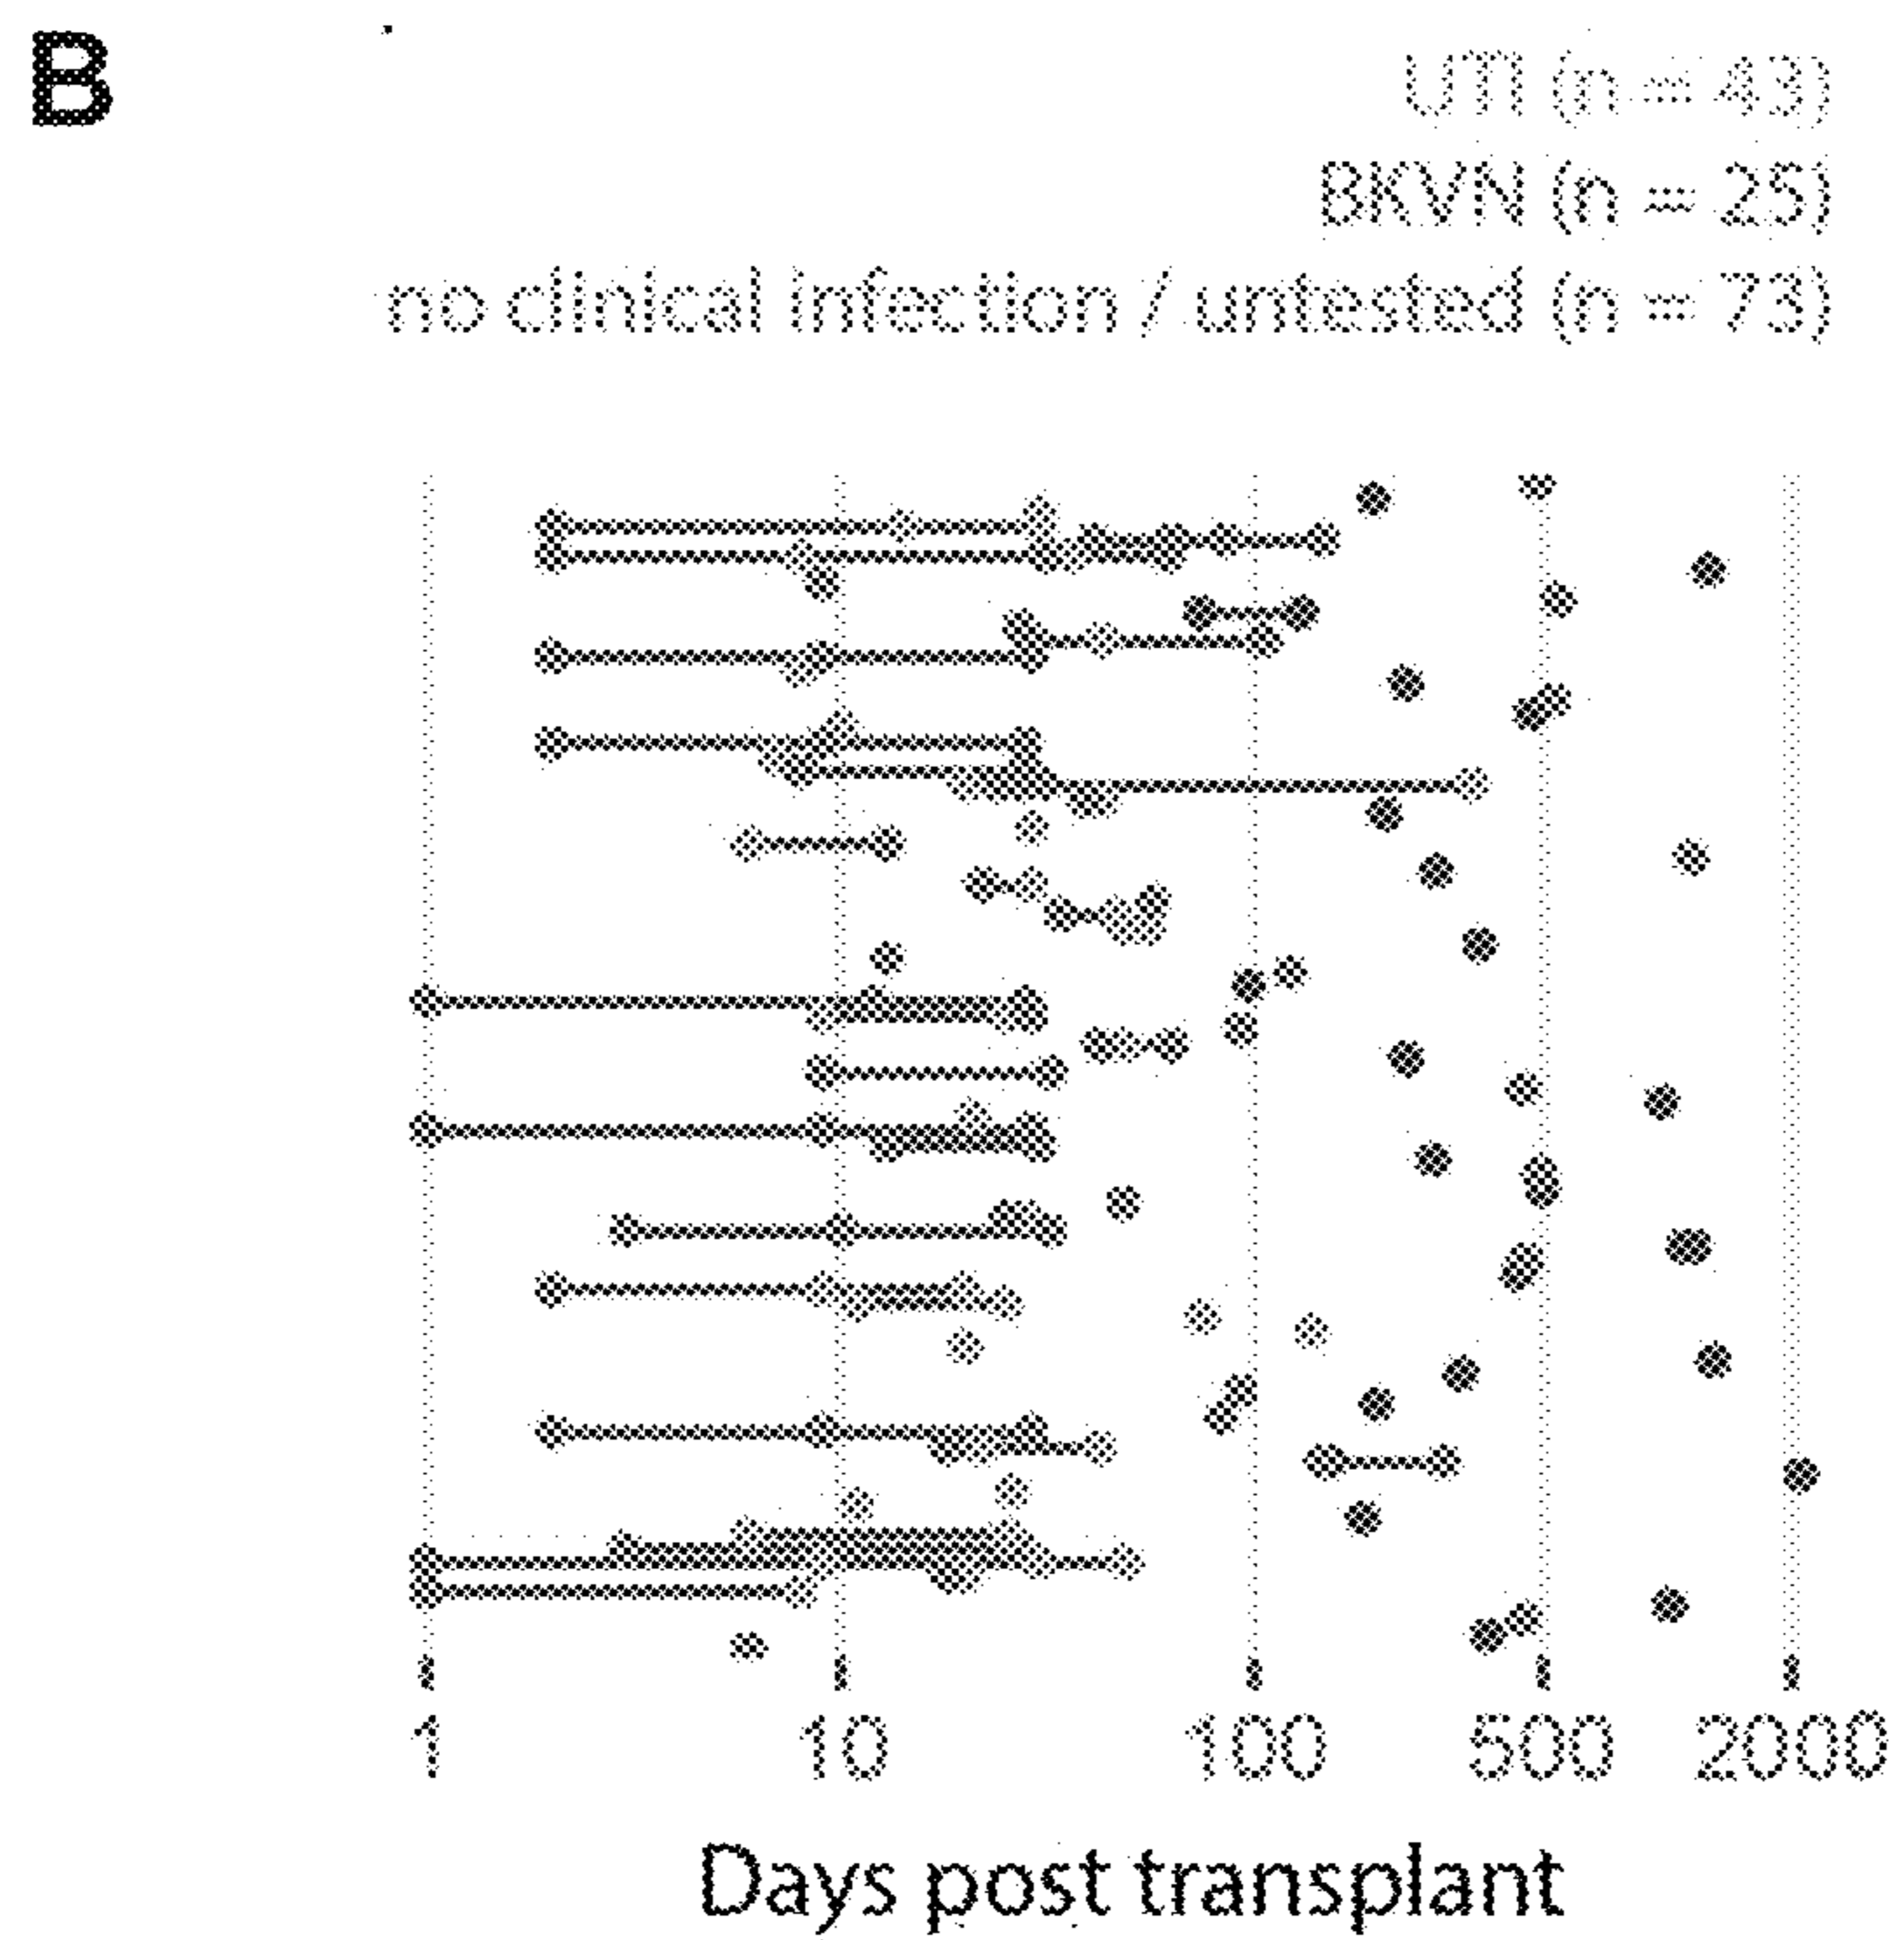 B
UTI (n = 43)
BKVN (n = 25)
no clinical infection / untested (n = 73)
1 10 100 500 2000
Days post transplant